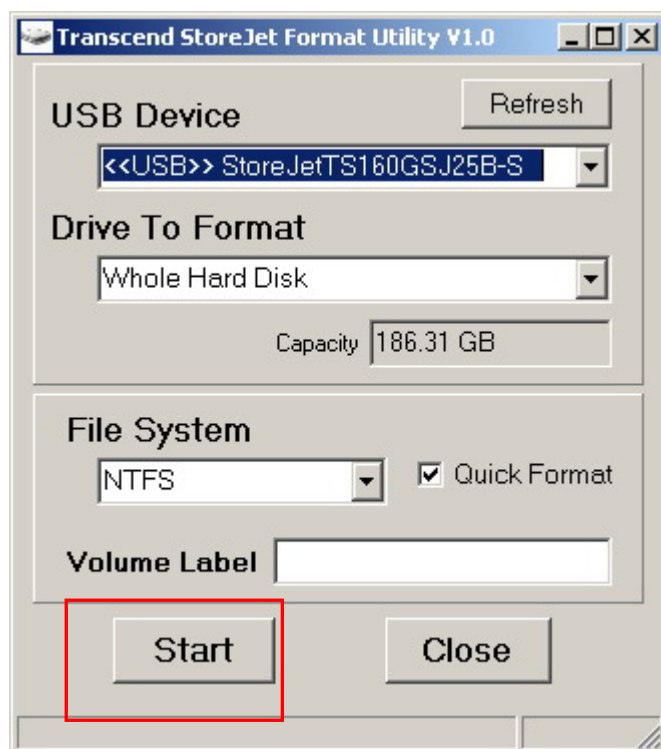 Transcend StoreJet Format Utility V1.0
USB Device
Refresh
<<USB>> StoreJetTS160GSJ25B-S
Drive To Format
Whole Hard Disk
Capacity 186.31 GB
File System
NTFS
Quick Format
Volume Label
Start Close